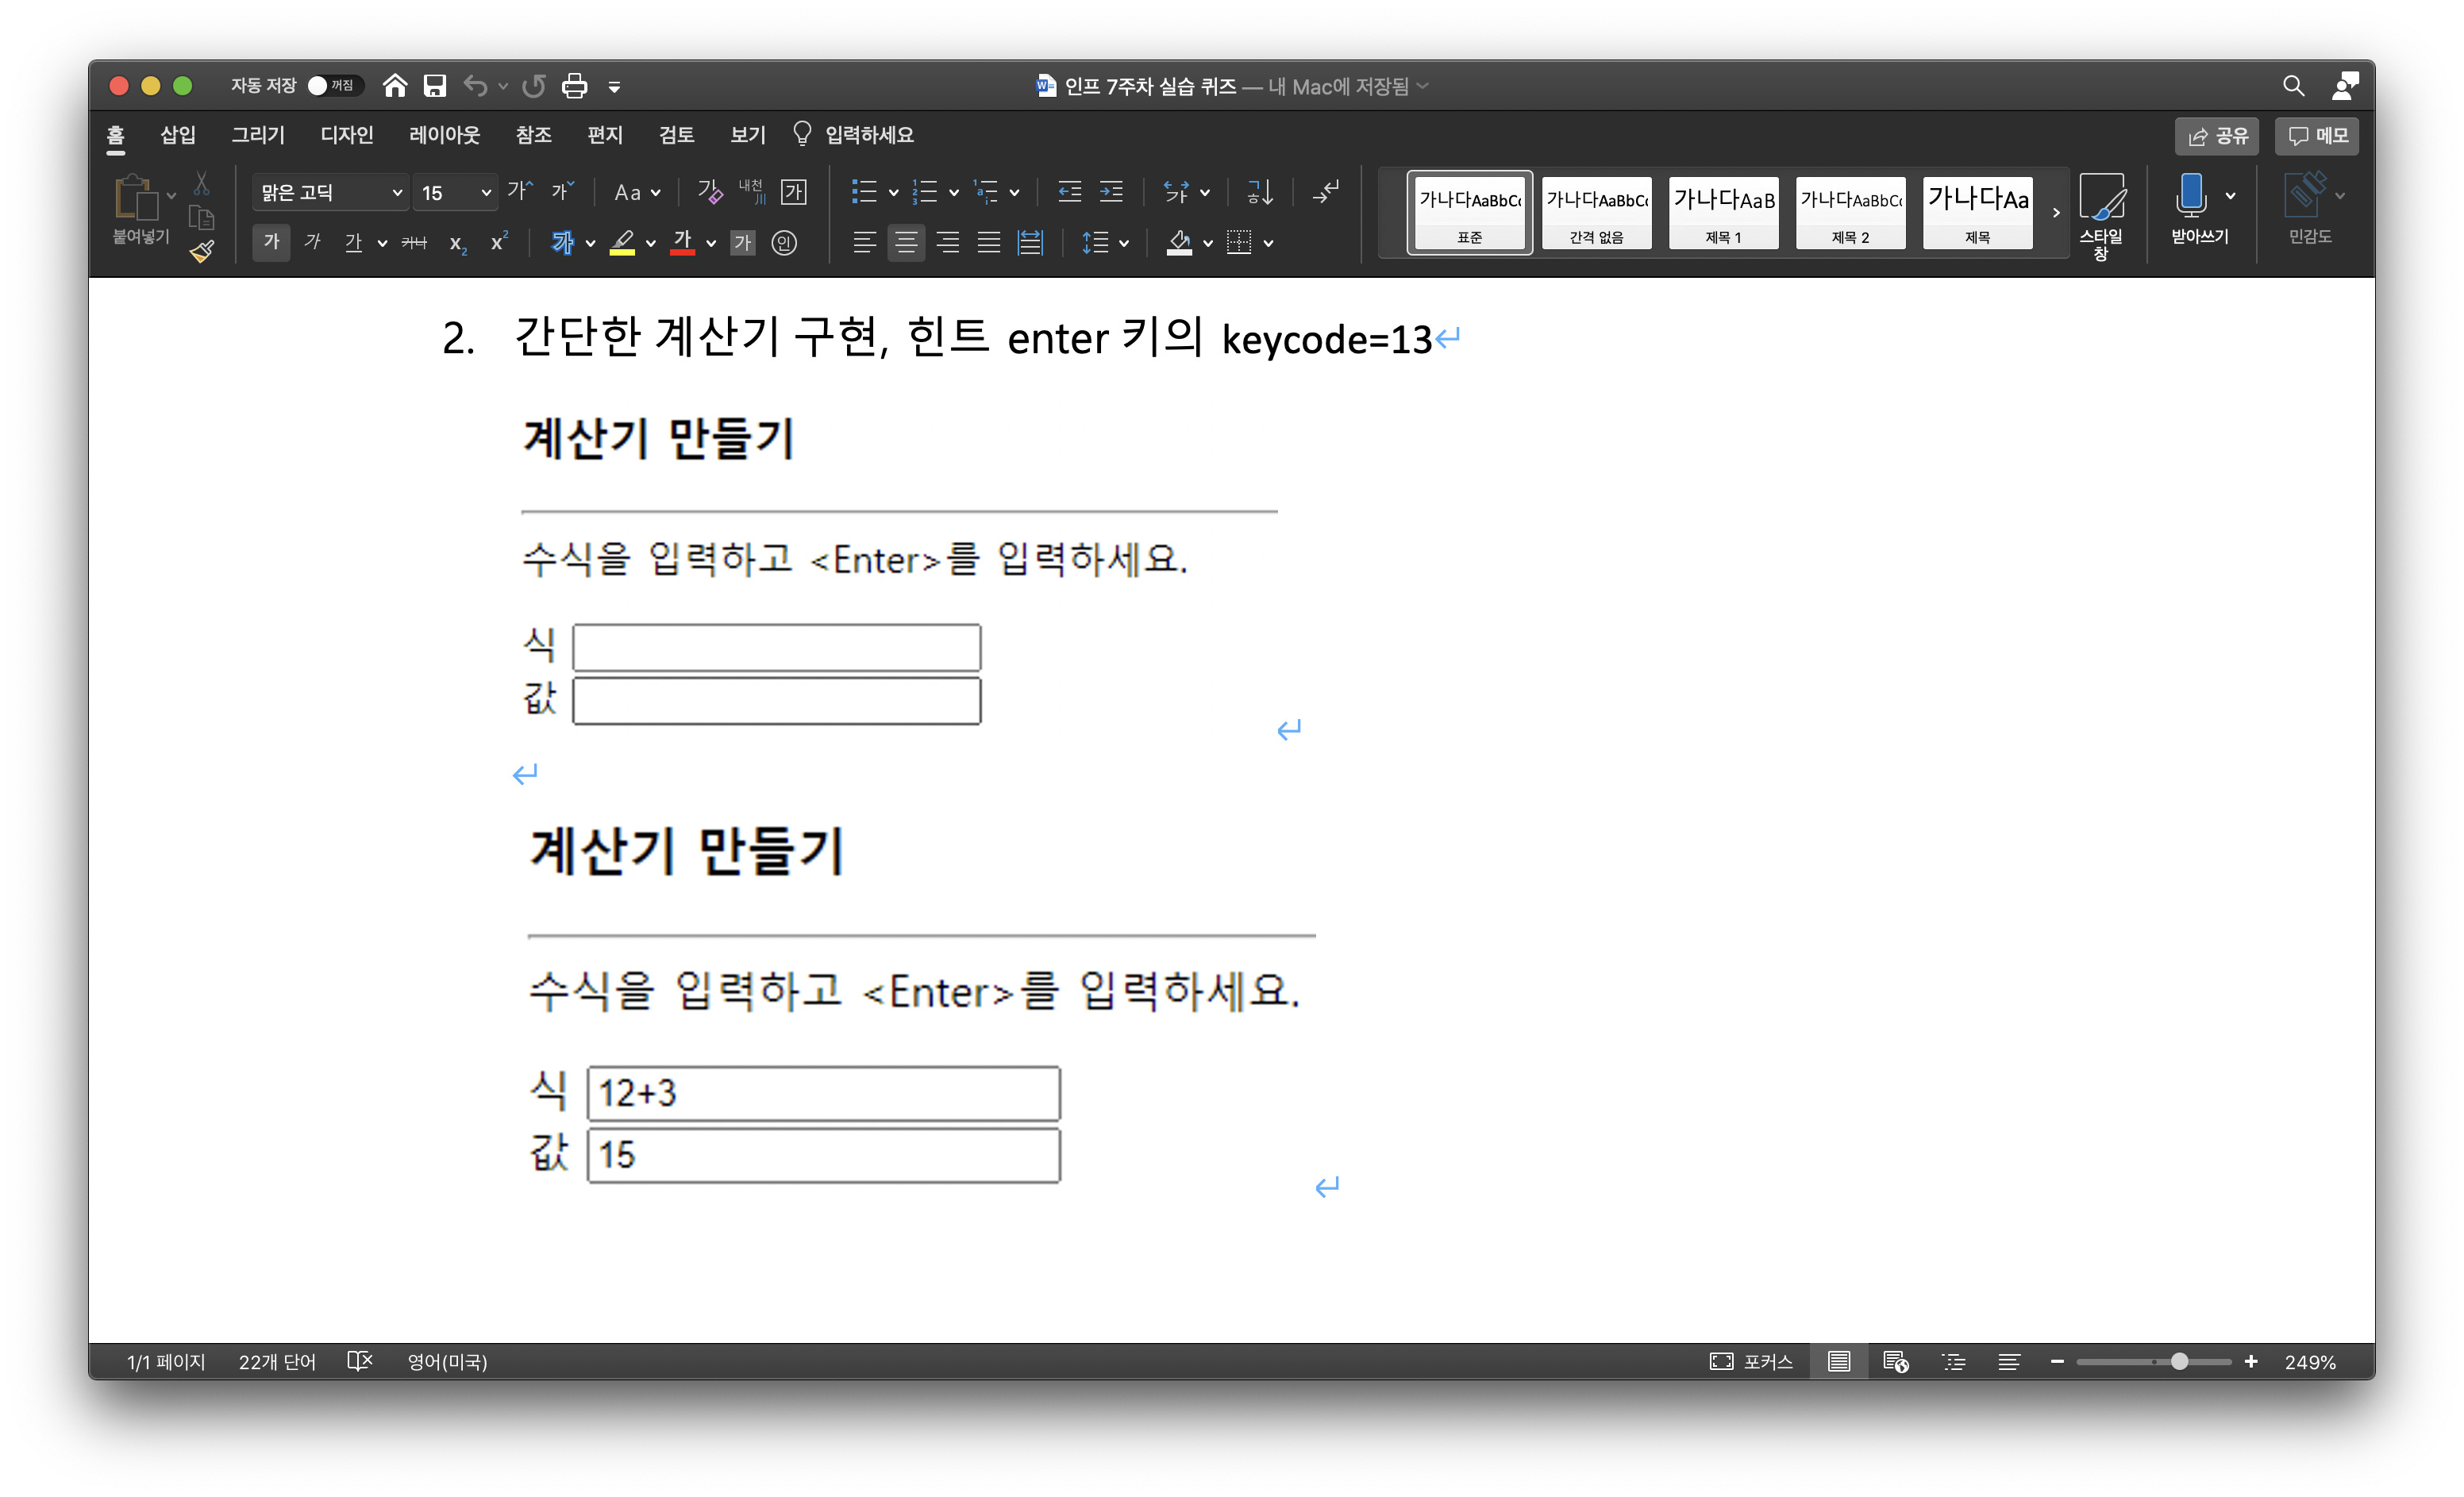 자동 저장 꺼짐 인프 7주차 실습 퀴즈 — 내 Mac에 저장됨
홈 삽입 그리기 디자인 레이아웃 참조 편지 검토 보기 입력하세요 공유 메모
붙여넣기 맑은 고딕 15 가 가 Aa 가 내천 川 가
가 가 가 가나 x₂ x² 가 가 가 인
가나다AaBbCc 가나다AaBbCc 가나다AaB 가나다AaBbCc 가나다Aa
표준 간격 없음 제목 1 제목 2 제목 스타일 창 받아쓰기 민감도
2. 간단한 계산기 구현, 힌트 enter 키의 keycode=13
계산기 만들기
수식을 입력하고 <Enter>를 입력하세요.
식
값
계산기 만들기
수식을 입력하고 <Enter>를 입력하세요.
식 12+3
값 15
1/1 페이지 22개 단어 영어(미국) 포커스 249%